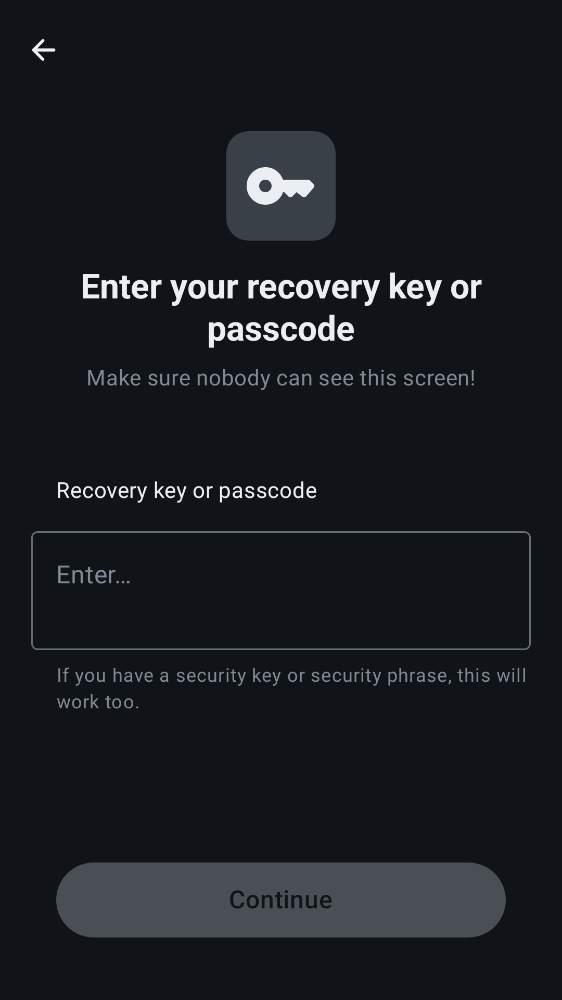 Enter your recovery key or
passcode
Make sure nobody can see this screen!
Recovery key or passcode
Enter…
If you have a security key or security phrase, this will
work too.
Continue